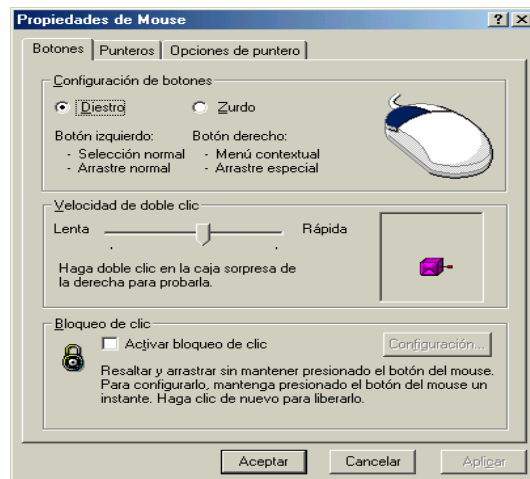 Propiedades de Mouse
Botones Punteros Opciones de puntero
Configuración de botones
Diestro Zurdo
Botón izquierdo: Botón derecho:
- Selección normal - Menú contextual
- Arrastre normal - Arrastre especial
Velocidad de doble clic
Lenta Rápida
Haga doble clic en la caja sorpresa de
la derecha para probarla.
Bloqueo de clic
Activar bloqueo de clic Configuración...
Resaltar y arrastrar sin mantener presionado el botón del mouse.
Para configurarlo, mantenga presionado el botón del mouse un
instante. Haga clic de nuevo para liberarlo.
Aceptar Cancelar Aplicar